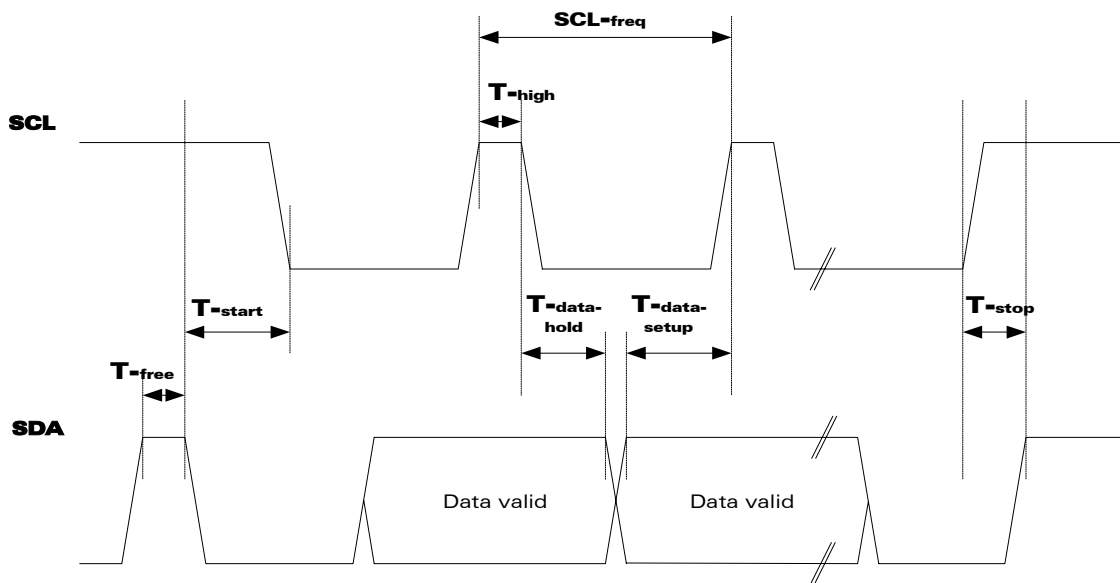 SCL-freq
T-high
SCL
T-start
T-data-
hold
T-data-
setup
T-stop
T-free
SDA
Data valid
Data valid